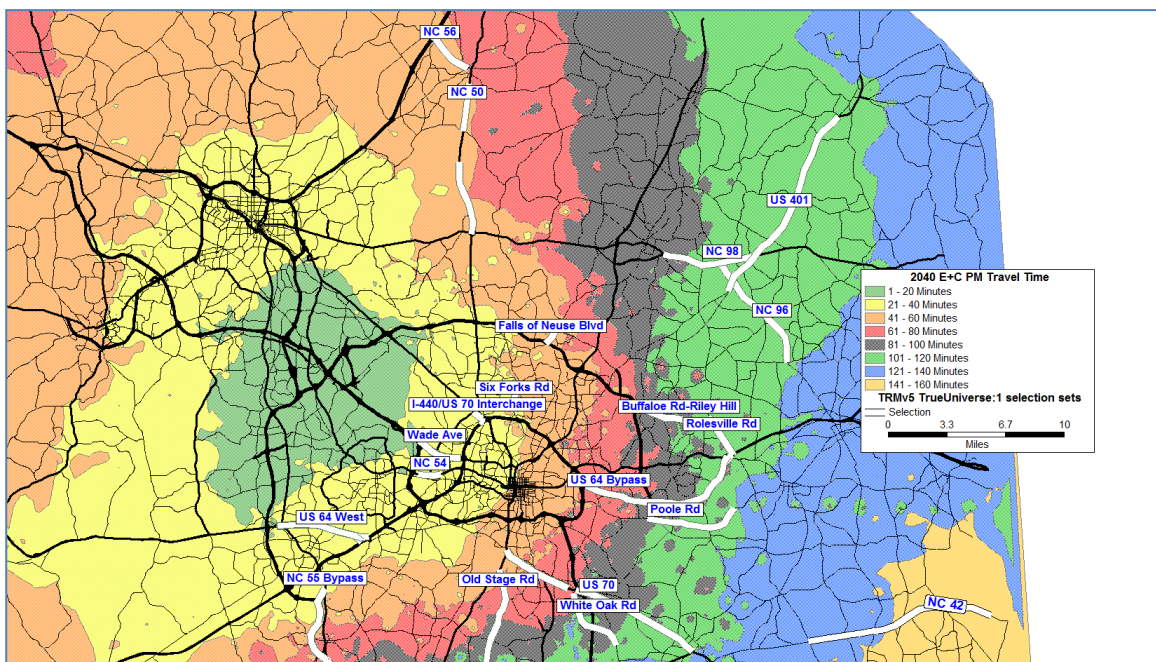 NC 56
NC 50
US 401
NC 98
NC 96
Falls of Neuse Blvd
Six Forks Rd
I-440/US 70 Interchange
Buffaloe Rd-Riley Hill
Rolesville Rd
Wade Ave
NC 54
US 64 Bypass
Poole Rd
US 64 West
NC 55 Bypass
Old Stage Rd
US 70
White Oak Rd
NC 42
2040 E+C PM Travel Time
1 - 20 Minutes
21 - 40 Minutes
41 - 60 Minutes
61 - 80 Minutes
81 - 100 Minutes
101 - 120 Minutes
121 - 140 Minutes
141 - 160 Minutes
TRMv5 TrueUniverse:1 selection sets
Selection
0 3.3 6.7 10
Miles